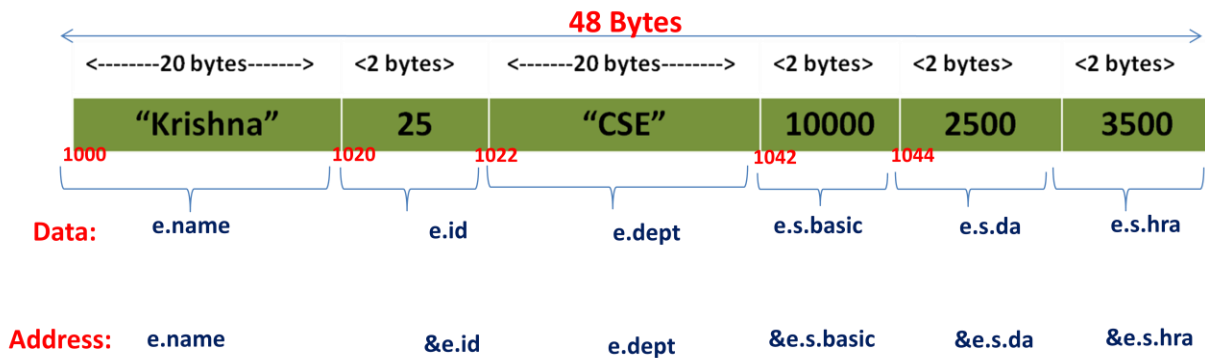 48 Bytes
<--------20 bytes-------> <2 bytes> <-------20 bytes--------> <2 bytes> <2 bytes> <2 bytes>
“Krishna” 25 “CSE” 10000 2500 3500
1000 1020 1022 1042 1044
Data: e.name e.id e.dept e.s.basic e.s.da e.s.hra
Address: e.name &e.id e.dept &e.s.basic &e.s.da &e.s.hra